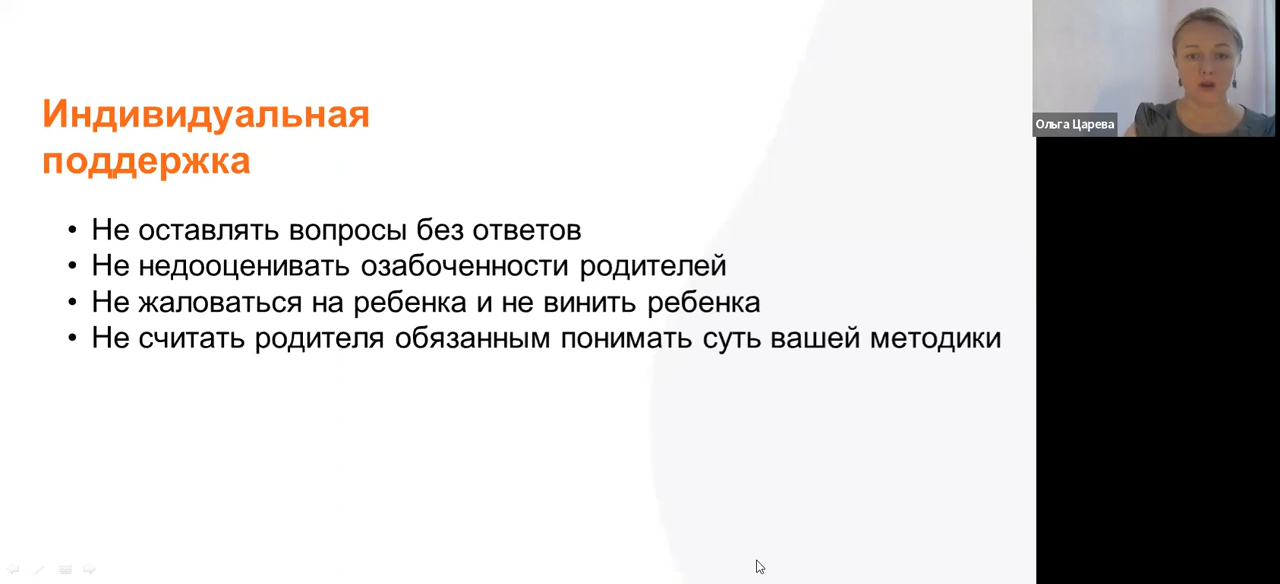 Индивидуальная
поддержка
• Не оставлять вопросы без ответов
• Не недооценивать озабоченности родителей
• Не жаловаться на ребенка и не винить ребенка
• Не считать родителя обязанным понимать суть вашей методики
Ольга Царева